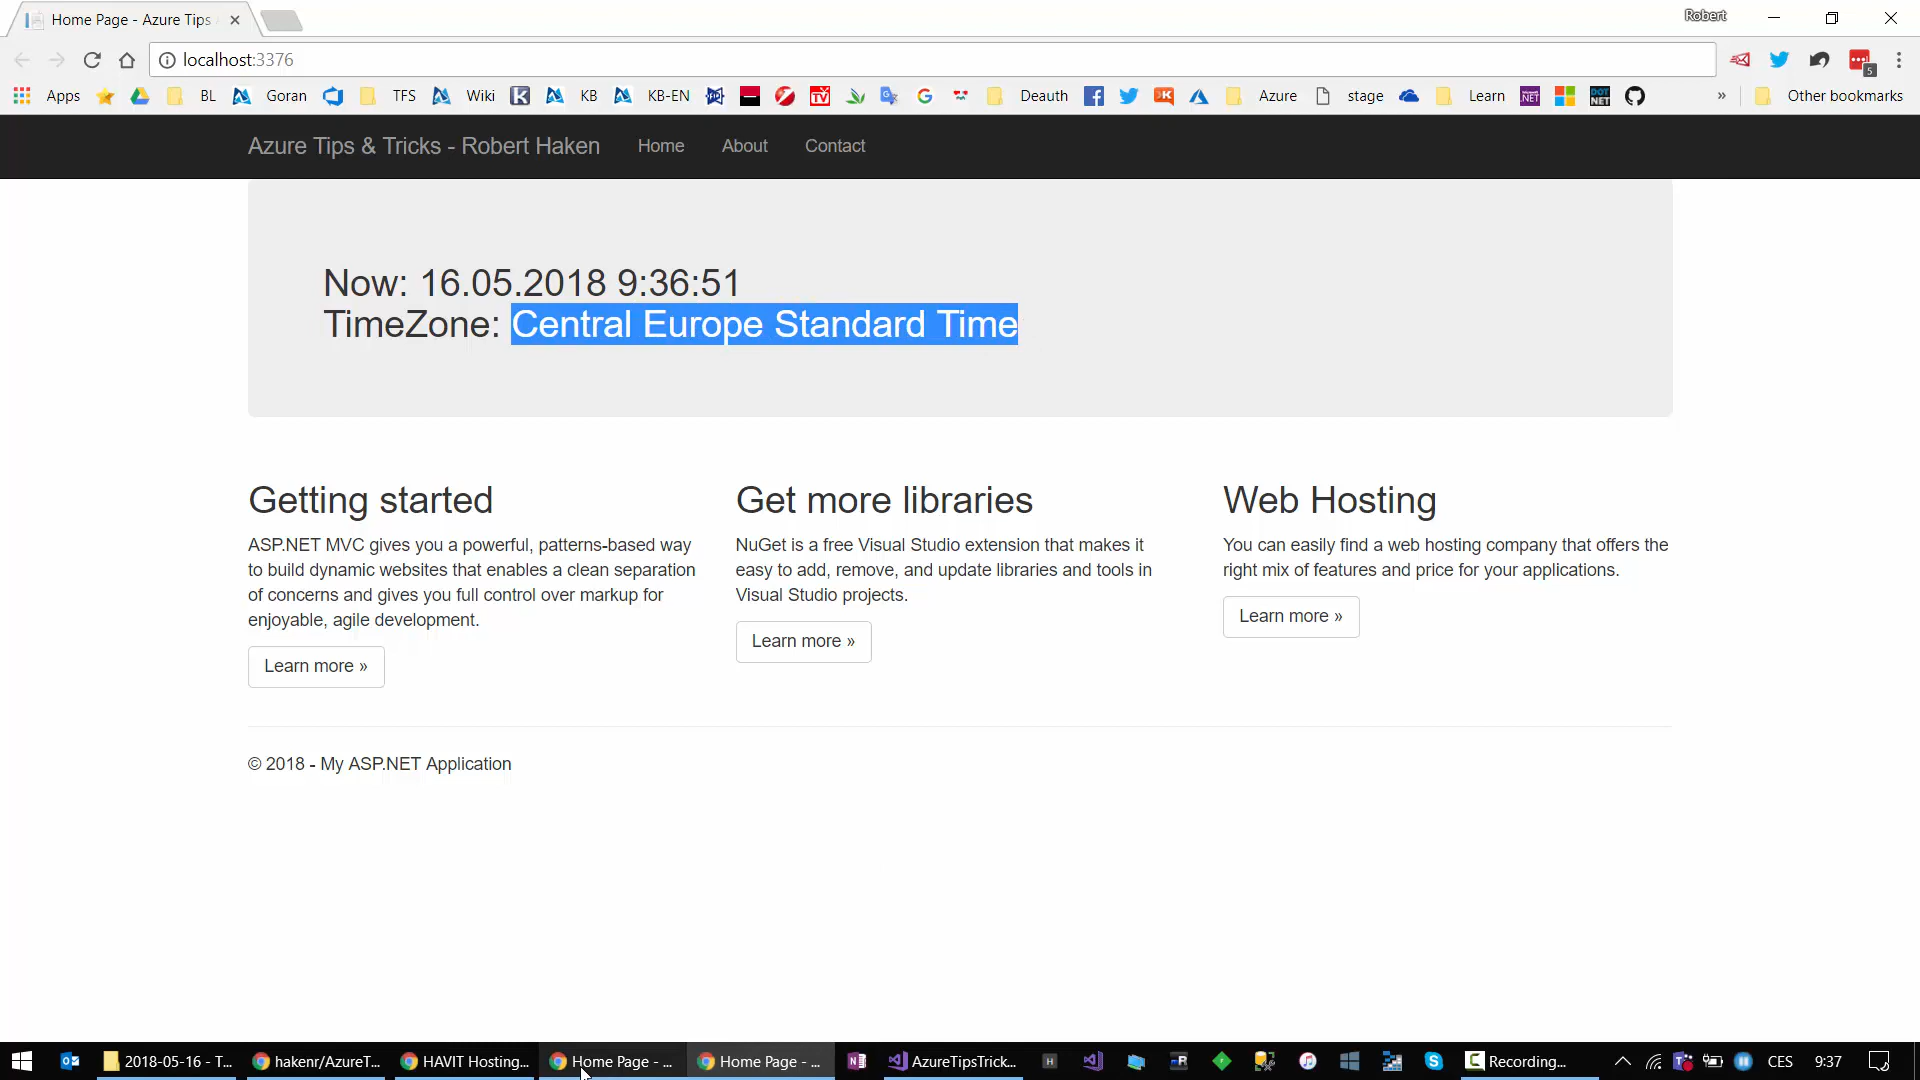 Home Page - Azure Tips
Robert
localhost:3376
Apps BL Goran TFS Wiki KB KB-EN Deauth Azure stage Learn » Other bookmarks
5
Azure Tips & Tricks - Robert Haken Home About Contact
Now: 16.05.2018 9:36:51
TimeZone: Central Europe Standard Time
Getting started
ASP.NET MVC gives you a powerful, patterns-based way
to build dynamic websites that enables a clean separation
of concerns and gives you full control over markup for
enjoyable, agile development.
Learn more »
Get more libraries
NuGet is a free Visual Studio extension that makes it
easy to add, remove, and update libraries and tools in
Visual Studio projects.
Learn more »
Web Hosting
You can easily find a web hosting company that offers the
right mix of features and price for your applications.
Learn more »
© 2018 - My ASP.NET Application
2018-05-16 - T... hakenr/AzureT... HAVIT Hosting... Home Page - ... Home Page - ... AzureTipsTrick... Recording... CES 9:37